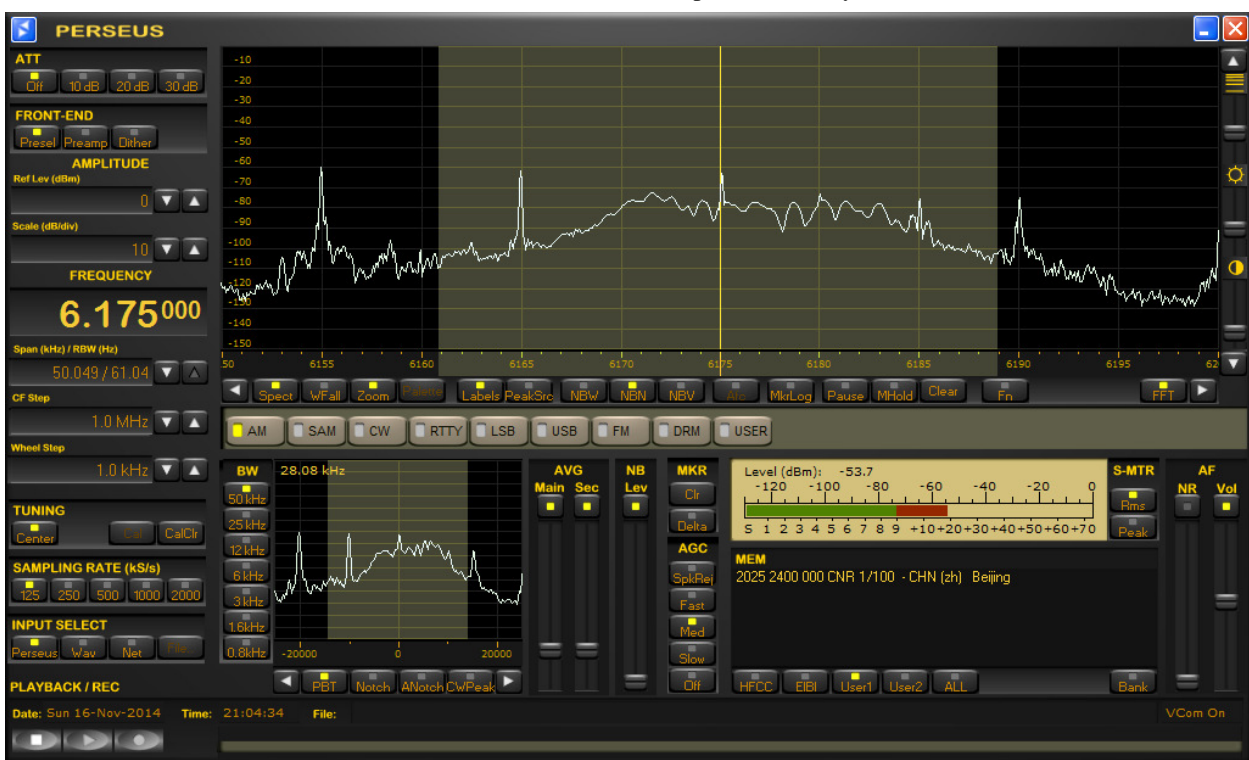 PERSEUS
ATT
Off 10 dB 20 dB 30 dB
FRONT-END
Presel Preamp Dither
AMPLITUDE
Ref Lev (dBm)
0
Scale (dB/div)
10
FREQUENCY
6.175000
Span (kHz) / RBW (Hz)
50.049 / 61.04
CF Step
1.0 MHz
Wheel Step
1.0 kHz
TUNING
Center Cal CalClr
SAMPLING RATE (kS/s)
125 250 500 1000 2000
INPUT SELECT
Perseus Wav Net
PLAYBACK / REC
-10
-20
-30
-40
-50
-60
-70
-80
-90
-100
-110
-120
-130
-140
-150
50 6155 6160 6165 6170 6175 6180 6185 6190 6195 62
Spect WFall Zoom Palette Labels PeakSrc NBW NBN NBV Afc MkrLog Pause MHold Clear Fn FFT
AM SAM CW RTTY LSB USB FM DRM USER
BW 28.08 kHz
50 kHz
25 kHz
12 kHz
6 kHz
3 kHz
1.6kHz
0.8kHz
-20000 0 20000
PBT Notch ANotch CWPeak
AVG
Main Sec
NB
Lev
MKR
Clr
Delta
AGC
SpkRej
Fast
Med
Slow
Off
Level (dBm): -53.7
-120 -100 -80 -60 -40 -20 0
S 1 2 3 4 5 6 7 8 9 +10+20+30+40+50+60+70
S-MTR
Rms
Peak
AF
NR Vol
MEM
2025 2400 000 CNR 1/100 - CHN (zh) Beijing
HFCC EIBI User1 User2 ALL Bank
Date: Sun 16-Nov-2014 Time: 21:04:34 File: VCom On